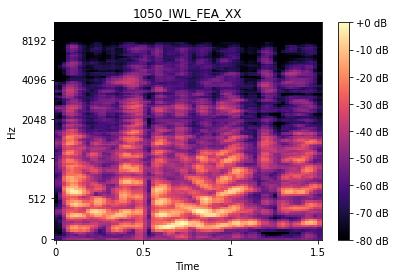 1050_IWL_FEA_XX
+0 dB
8192
-10 dB
4096
-20 dB
-30 dB
2048
-40 dB
Hz
1024
-50 dB
512
-60 dB
-70 dB
0
-80 dB
0
0.5
1
1.5
Time